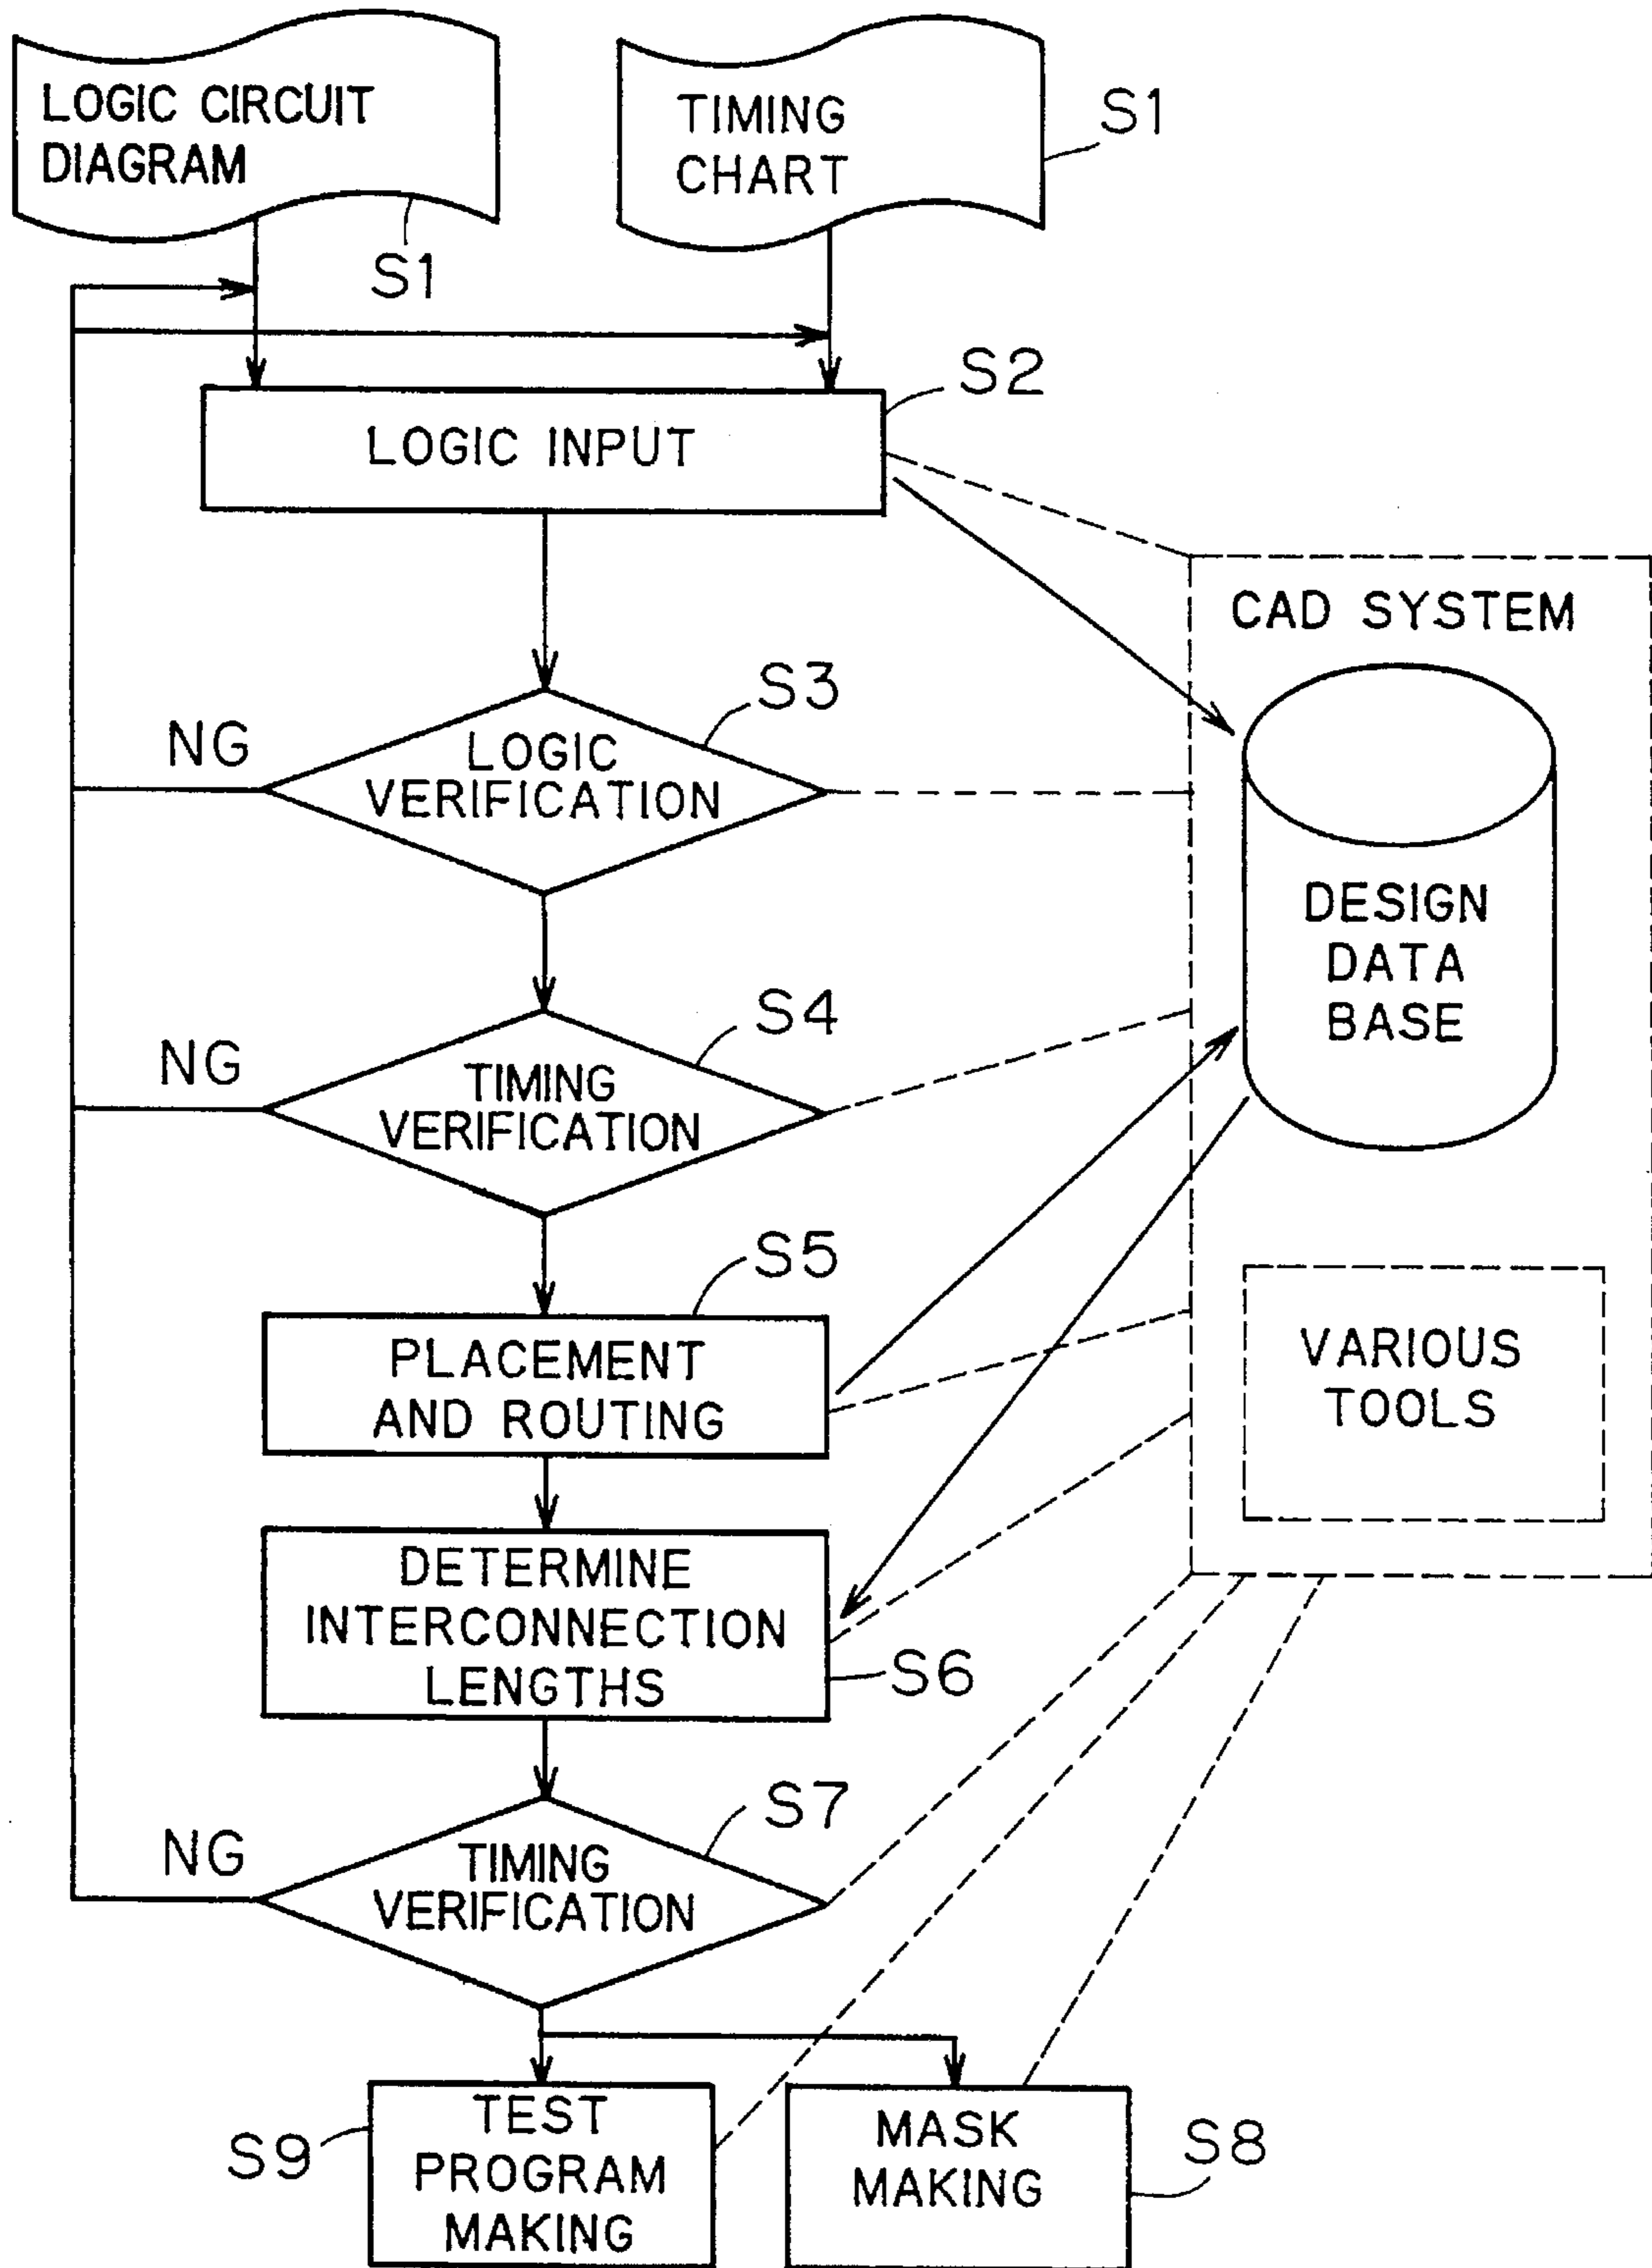 LOGIC CIRCUIT
DIAGRAM
S1
TIMING
CHART
S1
LOGIC INPUT
S2
CAD SYSTEM
DESIGN
DATA
BASE
VARIOUS
TOOLS
NG
LOGIC
VERIFICATION
S3
NG
TIMING
VERIFICATION
S4
PLACEMENT
AND ROUTING
S5
DETERMINE
INTERCONNECTION
LENGTHS
S6
NG
TIMING
VERIFICATION
S7
S9
TEST
PROGRAM
MAKING
MASK
MAKING
S8